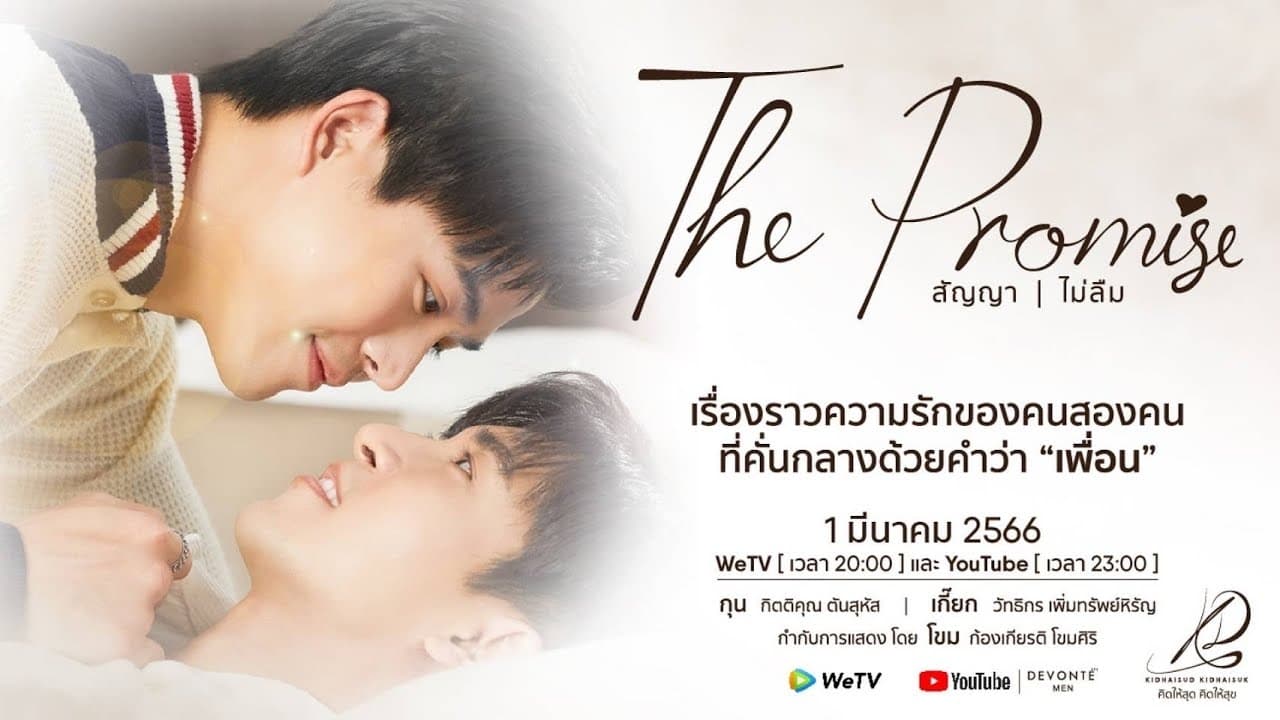 The Promise
สัญญา | ไม่ลืม
เรื่องราวความรักของคนสองคน
ที่คั่นกลางด้วยคำว่า “เพื่อน”
1 มีนาคม 2566
WeTV [ เวลา 20:00 ] และ YouTube [ เวลา 23:00 ]
กุน กิตติคุณ ตันสุหัส | เกี๊ยก วัทธิกร เพิ่มทรัพย์หิรัญ
กำกับการแสดง โดย โขม ก้องเกียรติ โขมศิริ
WeTV YouTube | DEVONTÉ™
MEN
KIDHAISUD KIDHAISUK
คิดให้สุด คิดให้สุข